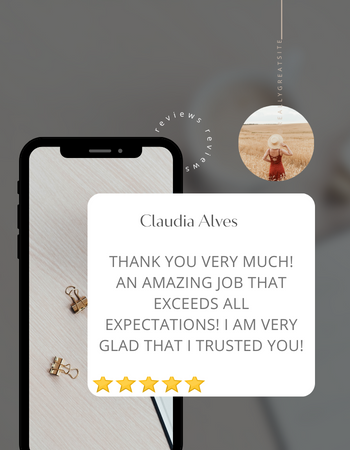 REALLYGREATSITE
reviews reviews
Claudia Alves
THANK YOU VERY MUCH!
AN AMAZING JOB THAT
EXCEEDS ALL
EXPECTATIONS! I AM VERY
GLAD THAT I TRUSTED YOU!